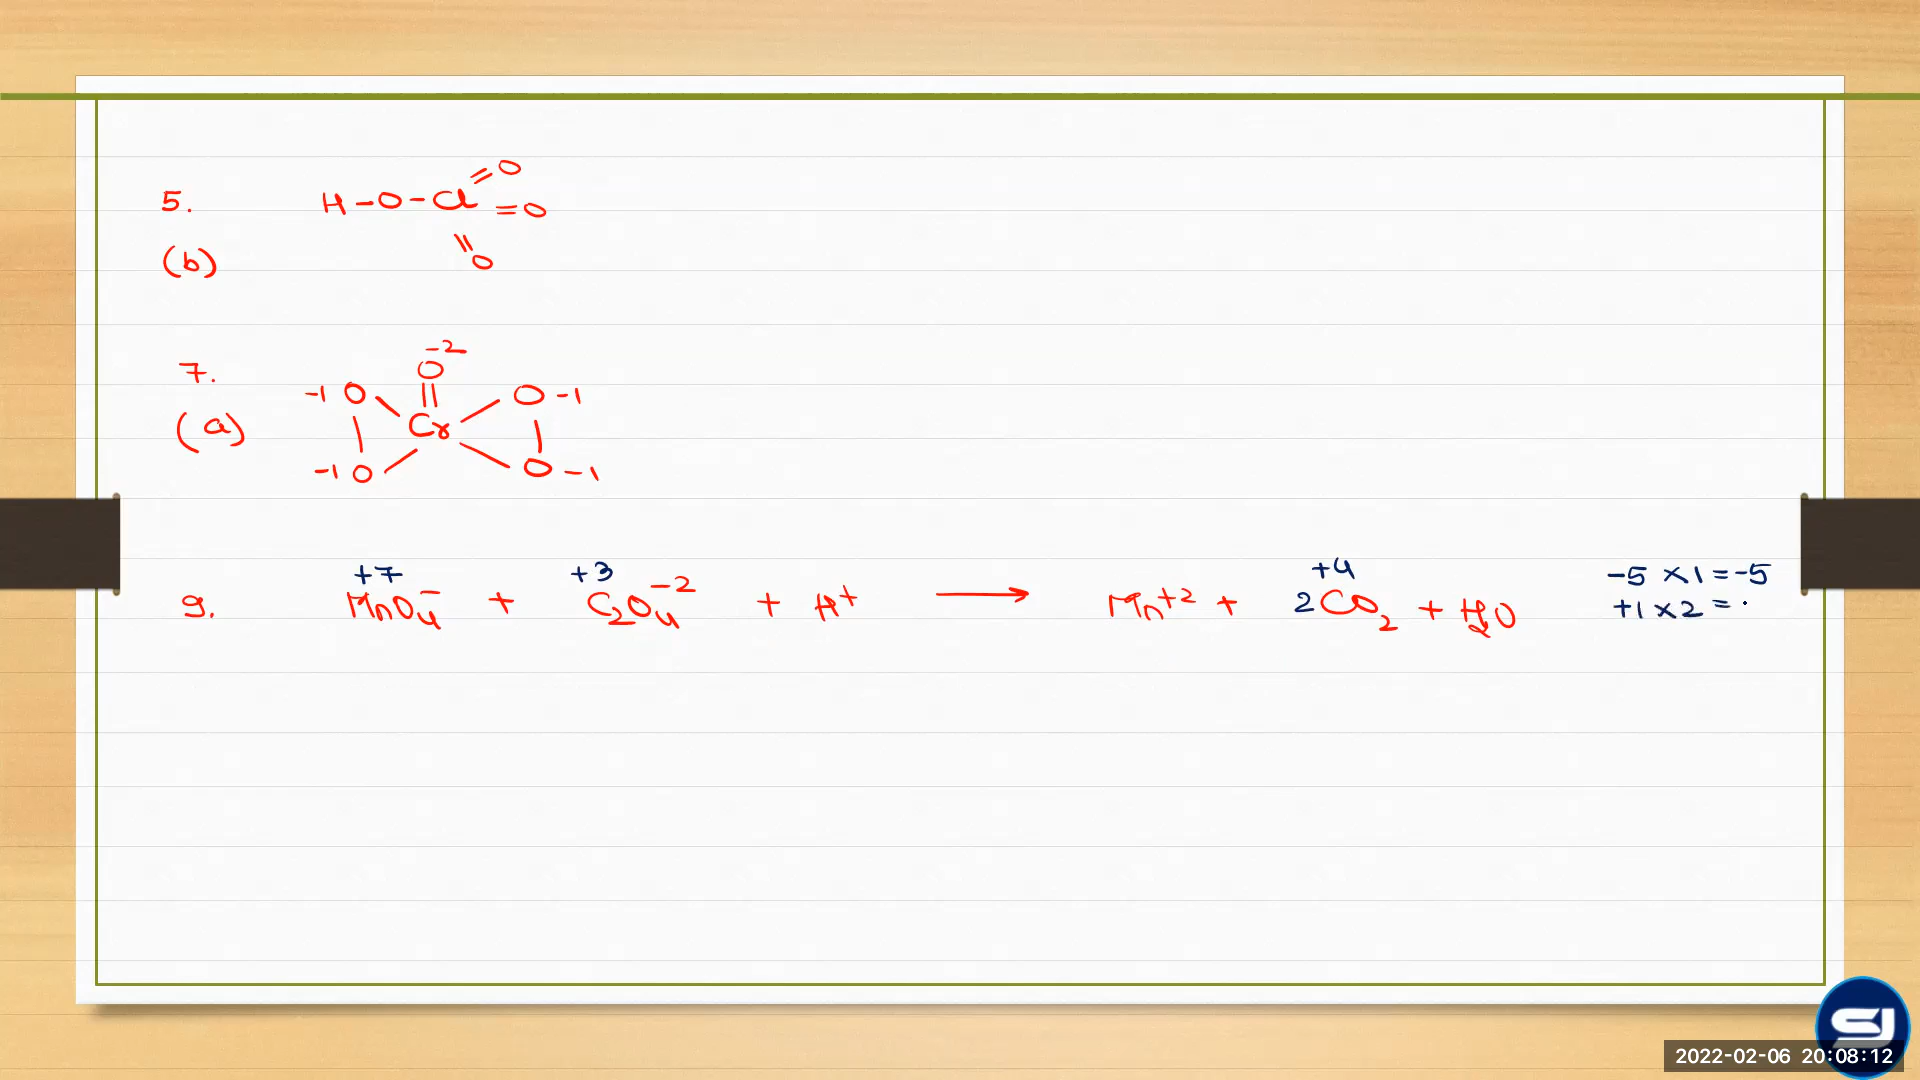 5.
(b)
H-O-Cl
=O
=O
=O
7.
(a)
-2
O
-1 O
O -1
Cr
-1 O
O -1
+7
+3
+4
9. MnO4^- + C2O4^-2 + H^+ ⟶ Mn^+2 + 2CO2 + H2O
-5 × 1 = -5
+1 × 2 =
SJ
2022-02-06 20:08:12